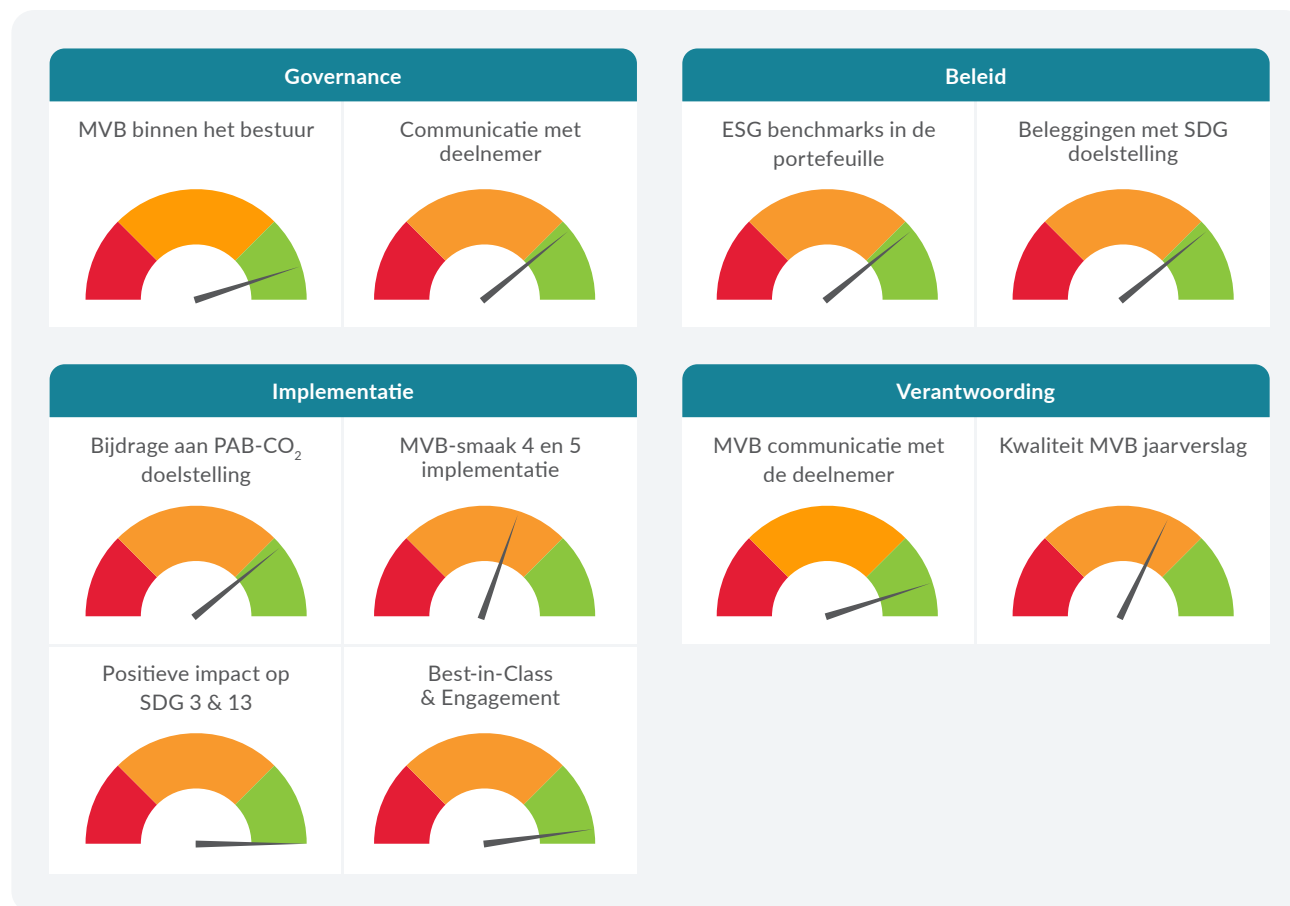 Governance
MVB binnen het bestuur
Communicatie met
deelnemer
Beleid
ESG benchmarks in de
portefeuille
Beleggingen met SDG
doelstelling
Implementatie
Bijdrage aan PAB-CO₂
doelstelling
MVB-smaak 4 en 5
implementatie
Positieve impact op
SDG 3 & 13
Best-in-Class
& Engagement
Verantwoording
MVB communicatie met
de deelnemer
Kwaliteit MVB jaarverslag